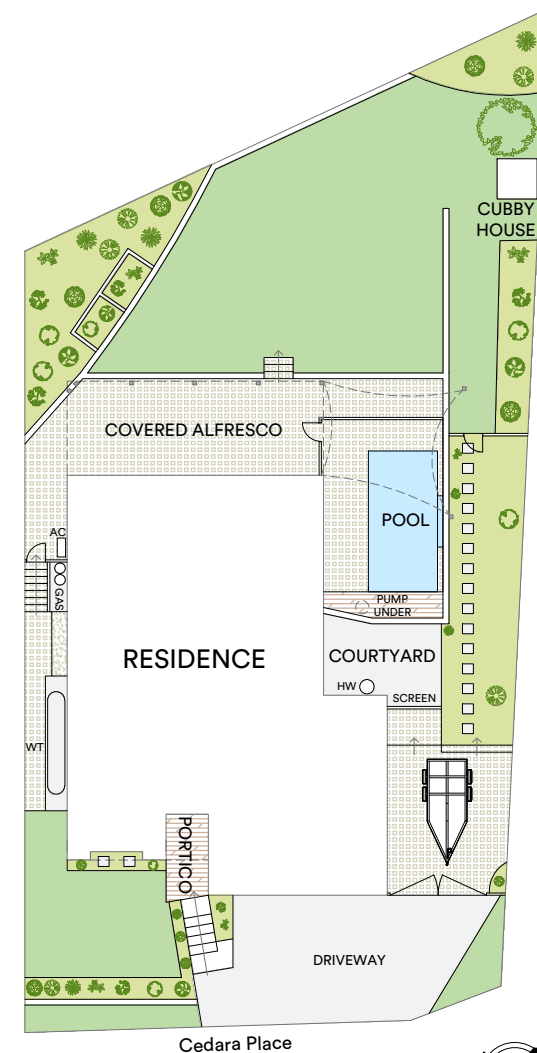 CUBBY
HOUSE
COVERED ALFRESCO
POOL
AC
GAS
PUMP
UNDER
RESIDENCE
COURTYARD
HW
SCREEN
WT
PORTICO
DRIVEWAY
Cedara Place